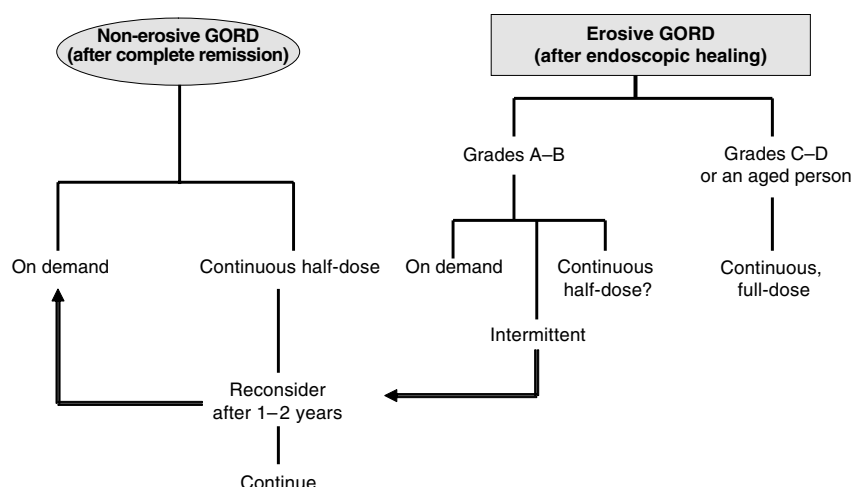 Non-erosive GORD
(after complete remission)
Erosive GORD
(after endoscopic healing)
Grades A–B
Grades C–D
or an aged person
On demand
Continuous half-dose
On demand
Continuous
half-dose?
Continuous,
full-dose
Intermittent
Reconsider
after 1–2 years
Continue